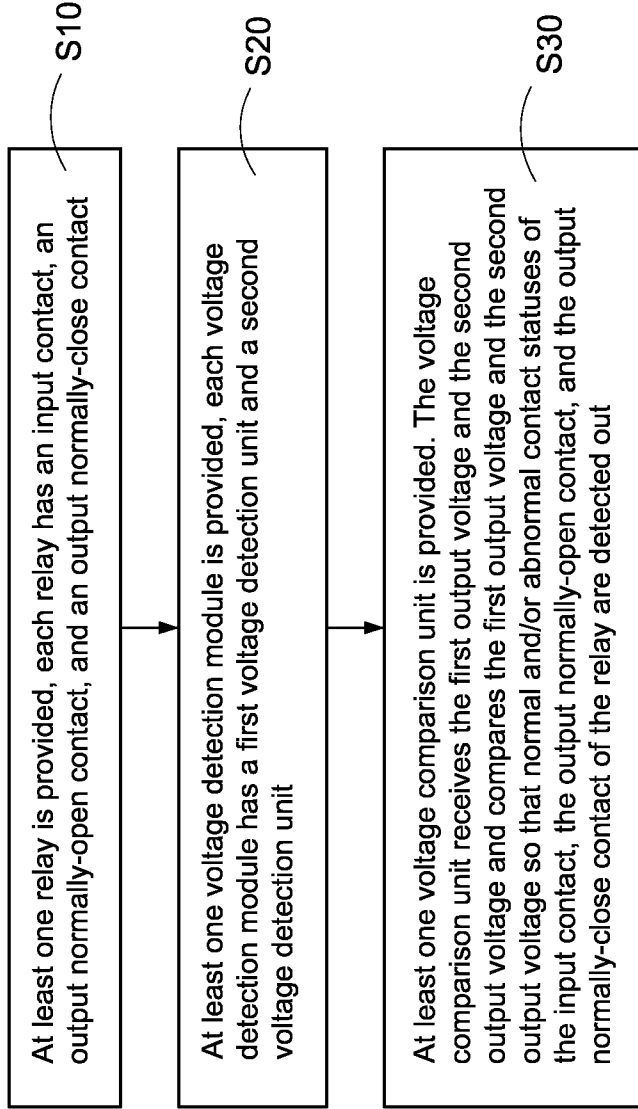 At least one relay is provided, each relay has an input contact, an
output normally-open contact, and an output normally-close contact
S10
At least one voltage detection module is provided, each voltage
detection module has a first voltage detection unit and a second
voltage detection unit
S20
At least one voltage comparison unit is provided. The voltage
comparison unit receives the first output voltage and the second
output voltage and compares the first output voltage and the second
output voltage so that normal and/or abnormal contact statuses of
the input contact, the output normally-open contact, and the output
normally-close contact of the relay are detected out
S30